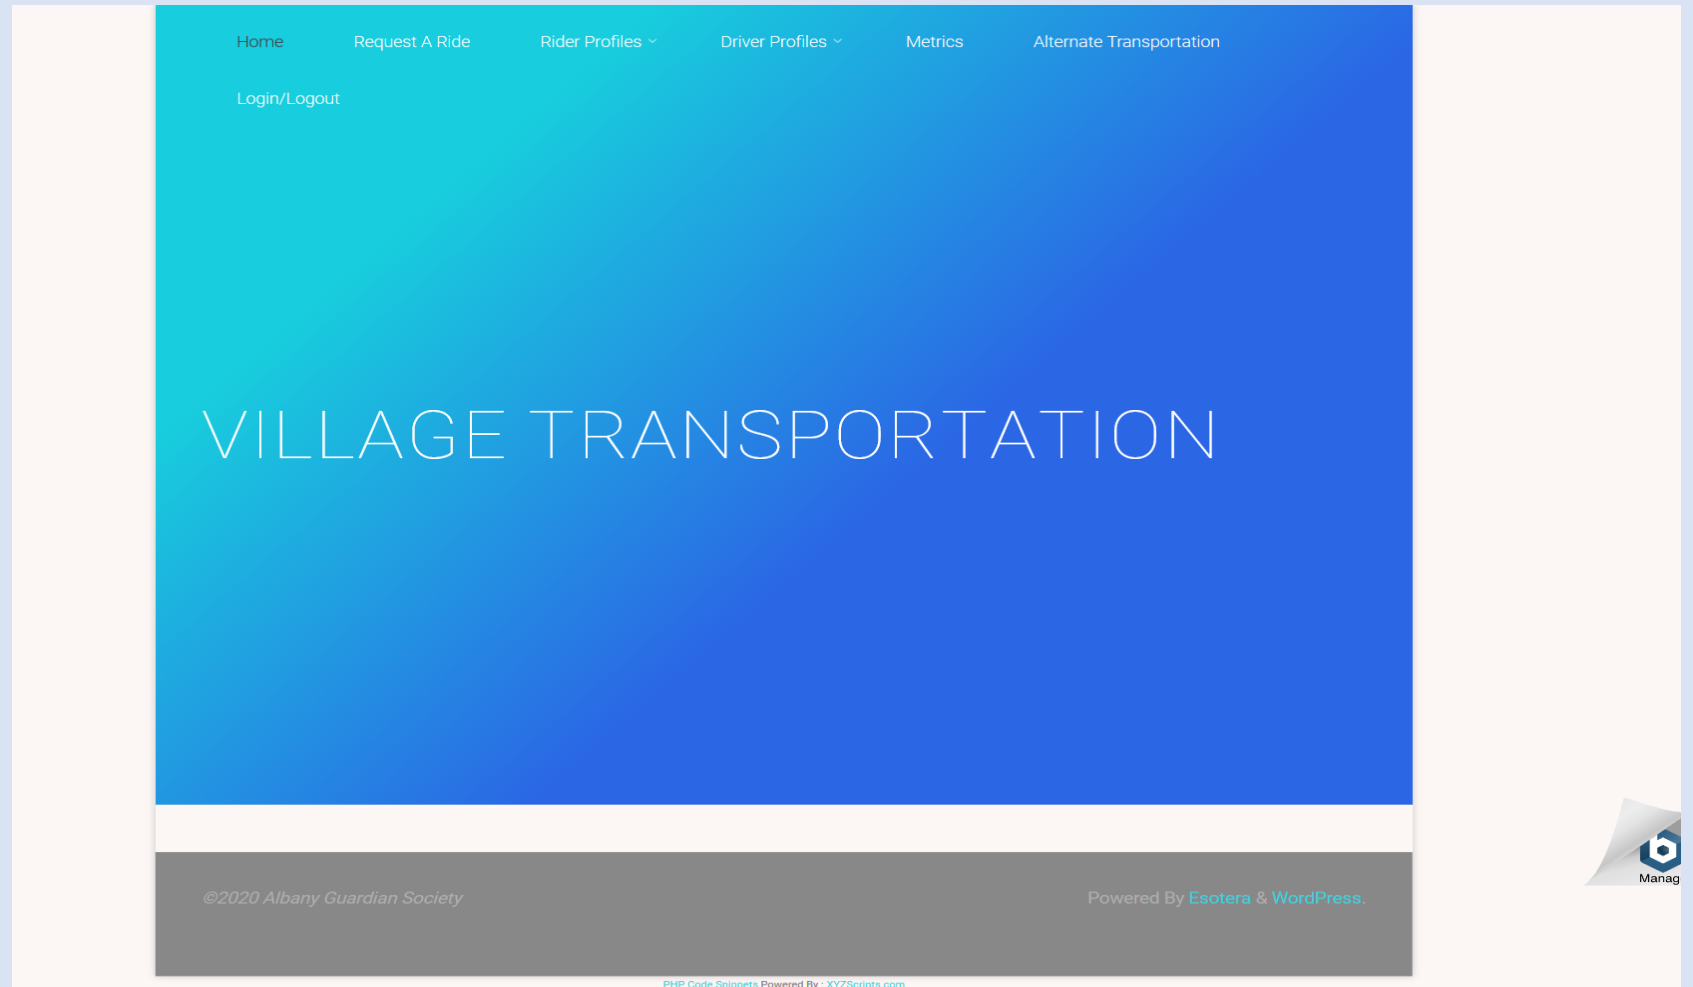 Home Request A Ride Rider Profiles Driver Profiles Metrics Alternate Transportation
Login/Logout
VILLAGE TRANSPORTATION
Manag
©2020 Albany Guardian Society Powered By Esotera & WordPress.
PHP Code Snippets Powered By : XYZScripts.com